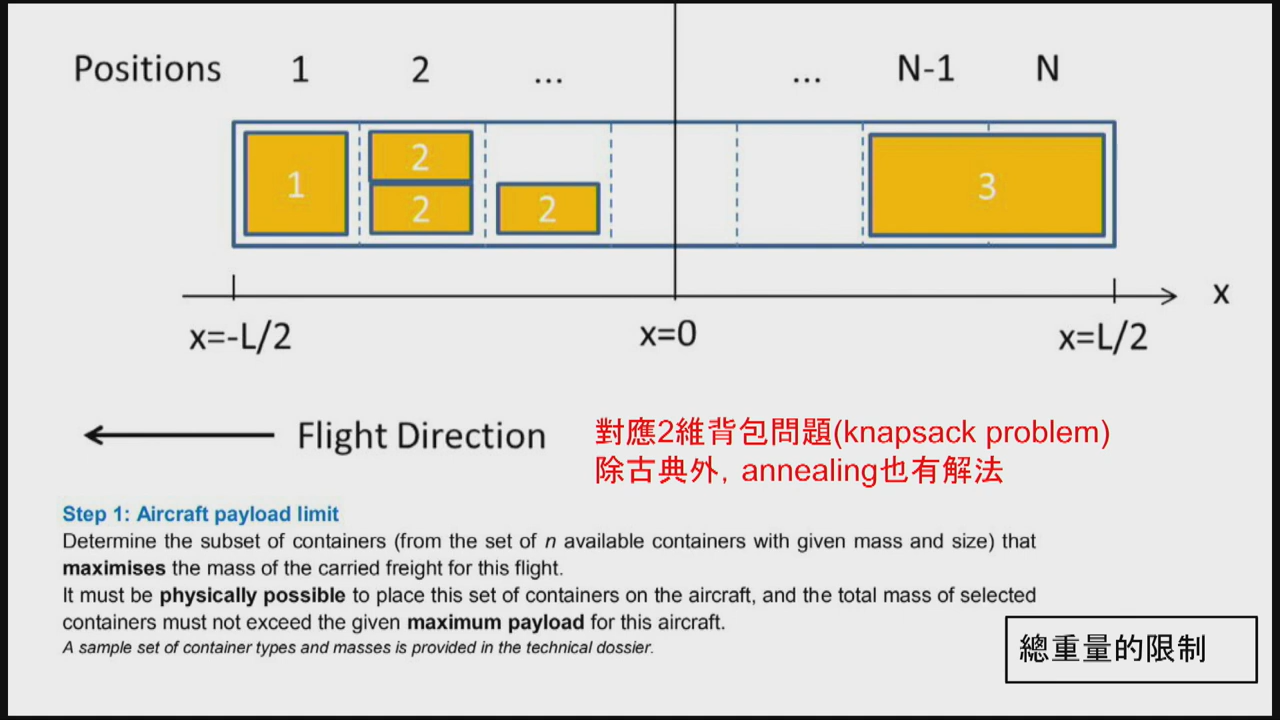 Positions 1 2 ... ... N-1 N
1
2
2
2
3
x
x=-L/2 x=0 x=L/2
Flight Direction
對應2維背包問題(knapsack problem)
除古典外, annealing也有解法
Step 1: Aircraft payload limit
Determine the subset of containers (from the set of n available containers with given mass and size) that
maximises the mass of the carried freight for this flight.
It must be physically possible to place this set of containers on the aircraft, and the total mass of selected
containers must not exceed the given maximum payload for this aircraft.
A sample set of container types and masses is provided in the technical dossier.
總重量的限制